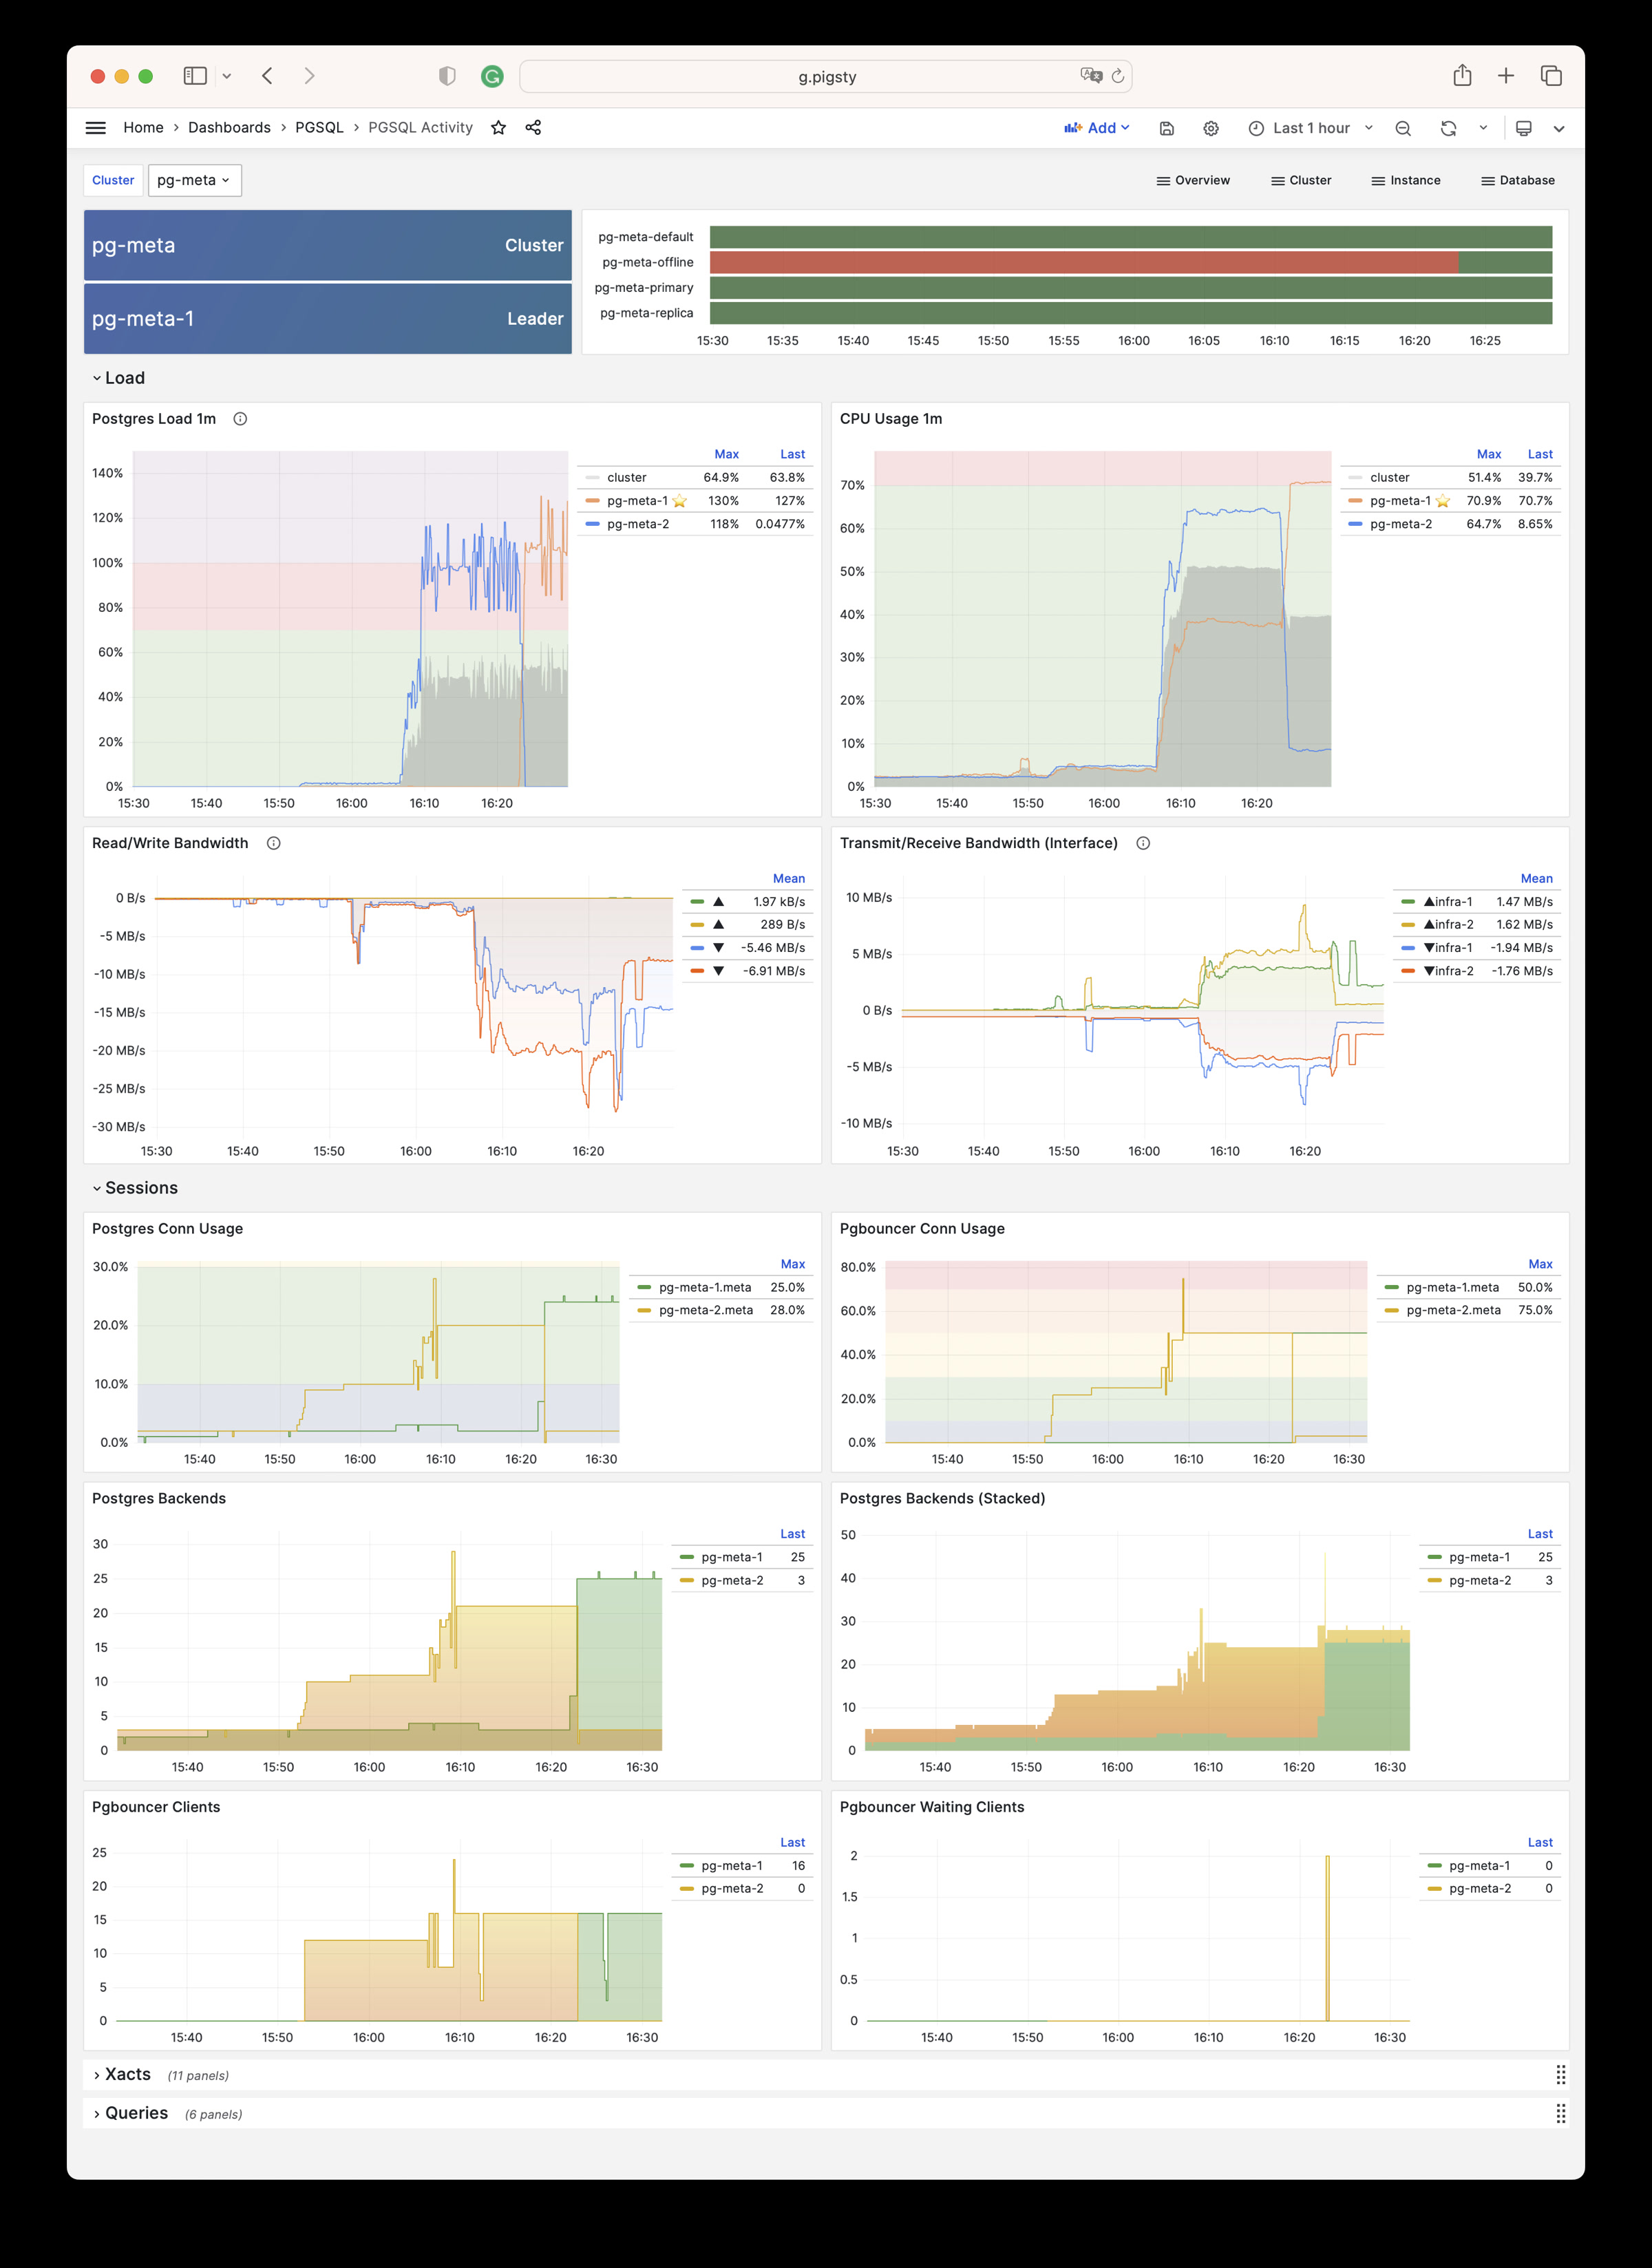 g.pigsty
Home › Dashboards › PGSQL › PGSQL Activity
Add
Last 1 hour
Cluster pg-meta
Overview Cluster Instance Database
pg-meta Cluster
pg-meta-1 Leader
pg-meta-default
pg-meta-offline
pg-meta-primary
pg-meta-replica
15:30 15:35 15:40 15:45 15:50 15:55 16:00 16:05 16:10 16:15 16:20 16:25
Load
Postgres Load 1m
140%
120%
100%
80%
60%
40%
20%
0%
15:30 15:40 15:50 16:00 16:10 16:20
Max Last
cluster 64.9% 63.8%
pg-meta-1 ⭐ 130% 127%
pg-meta-2 118% 0.0477%
CPU Usage 1m
70%
60%
50%
40%
30%
20%
10%
0%
15:30 15:40 15:50 16:00 16:10 16:20
Max Last
cluster 51.4% 39.7%
pg-meta-1 ⭐ 70.9% 70.7%
pg-meta-2 64.7% 8.65%
Read/Write Bandwidth
0 B/s
-5 MB/s
-10 MB/s
-15 MB/s
-20 MB/s
-25 MB/s
-30 MB/s
15:30 15:40 15:50 16:00 16:10 16:20
Mean
▲ 1.97 kB/s
▲ 289 B/s
▼ -5.46 MB/s
▼ -6.91 MB/s
Transmit/Receive Bandwidth (Interface)
10 MB/s
5 MB/s
0 B/s
-5 MB/s
-10 MB/s
15:30 15:40 15:50 16:00 16:10 16:20
Mean
▲infra-1 1.47 MB/s
▲infra-2 1.62 MB/s
▼infra-1 -1.94 MB/s
▼infra-2 -1.76 MB/s
Sessions
Postgres Conn Usage
30.0%
20.0%
10.0%
0.0%
15:40 15:50 16:00 16:10 16:20 16:30
Max
pg-meta-1.meta 25.0%
pg-meta-2.meta 28.0%
Pgbouncer Conn Usage
80.0%
60.0%
40.0%
20.0%
0.0%
15:40 15:50 16:00 16:10 16:20 16:30
Max
pg-meta-1.meta 50.0%
pg-meta-2.meta 75.0%
Postgres Backends
30
25
20
15
10
5
0
15:40 15:50 16:00 16:10 16:20 16:30
Last
pg-meta-1 25
pg-meta-2 3
Postgres Backends (Stacked)
50
40
30
20
10
0
15:40 15:50 16:00 16:10 16:20 16:30
Last
pg-meta-1 25
pg-meta-2 3
Pgbouncer Clients
25
20
15
10
5
0
15:40 15:50 16:00 16:10 16:20 16:30
Last
pg-meta-1 16
pg-meta-2 0
Pgbouncer Waiting Clients
2
1.5
1
0.5
0
15:40 15:50 16:00 16:10 16:20 16:30
Last
pg-meta-1 0
pg-meta-2 0
Xacts (11 panels)
Queries (6 panels)